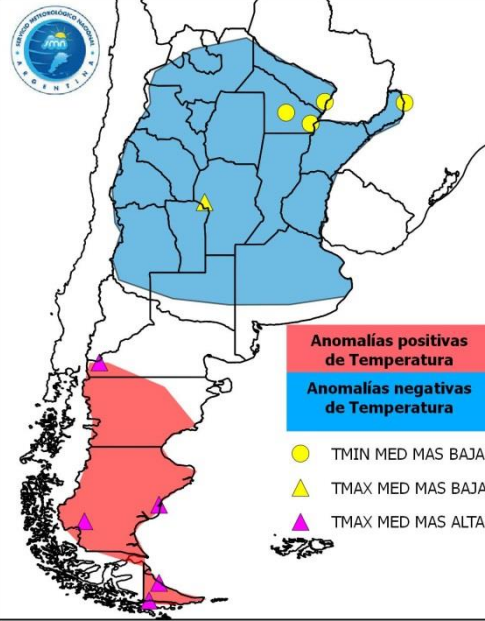 SERVICIO METEOROLÓGICO NACIONAL
smn
ARGENTINA
Anomalías positivas
de Temperatura
Anomalías negativas
de Temperatura
TMIN MED MAS BAJA
TMAX MED MAS BAJA
TMAX MED MAS ALTA